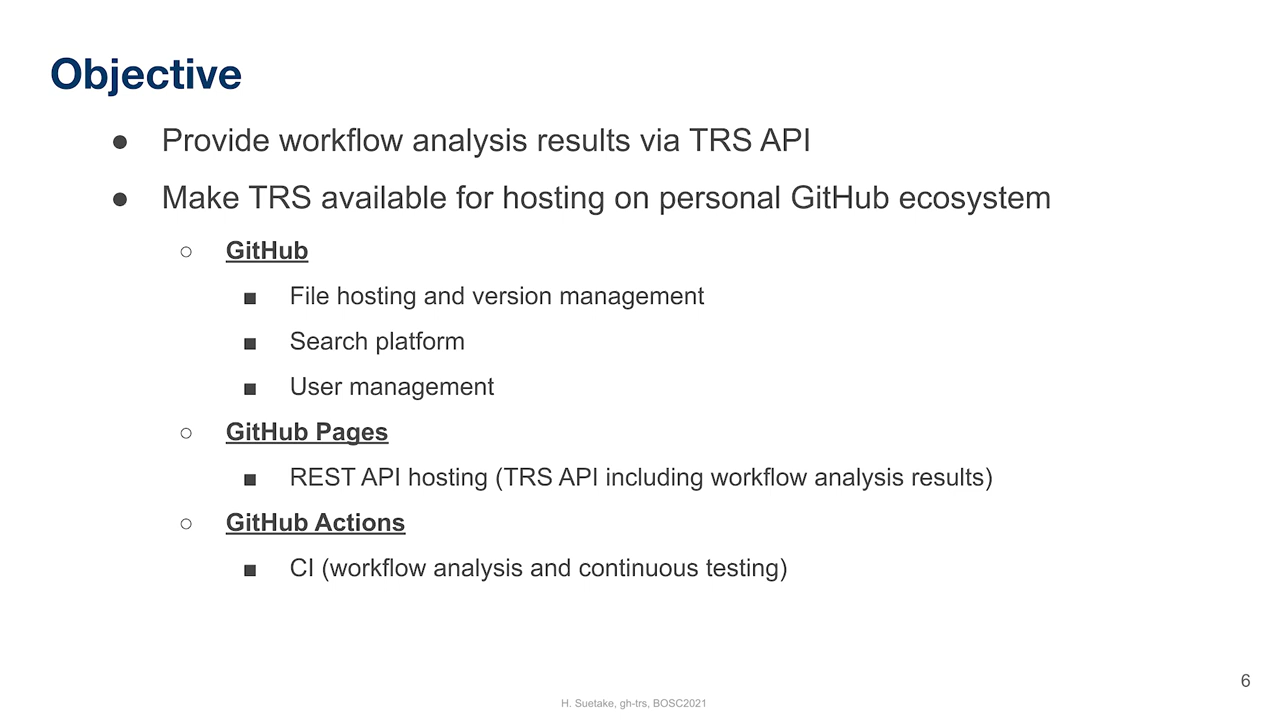 Objective
● Provide workflow analysis results via TRS API
● Make TRS available for hosting on personal GitHub ecosystem
○ GitHub
■ File hosting and version management
■ Search platform
■ User management
○ GitHub Pages
■ REST API hosting (TRS API including workflow analysis results)
○ GitHub Actions
■ CI (workflow analysis and continuous testing)
6
H. Suetake, gh-trs, BOSC2021